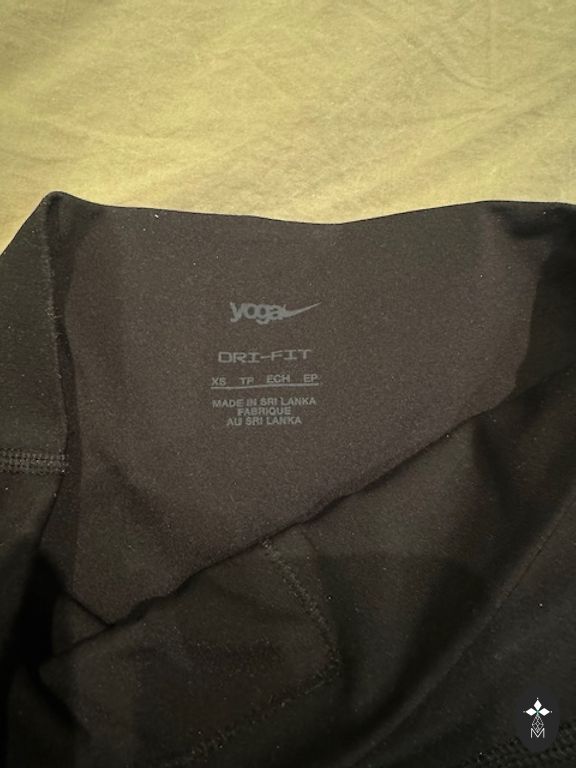 yoga
DRI-FIT
XS TP ECH EP
MADE IN SRI LANKA
FABRIQUE
AU SRI LANKA
M